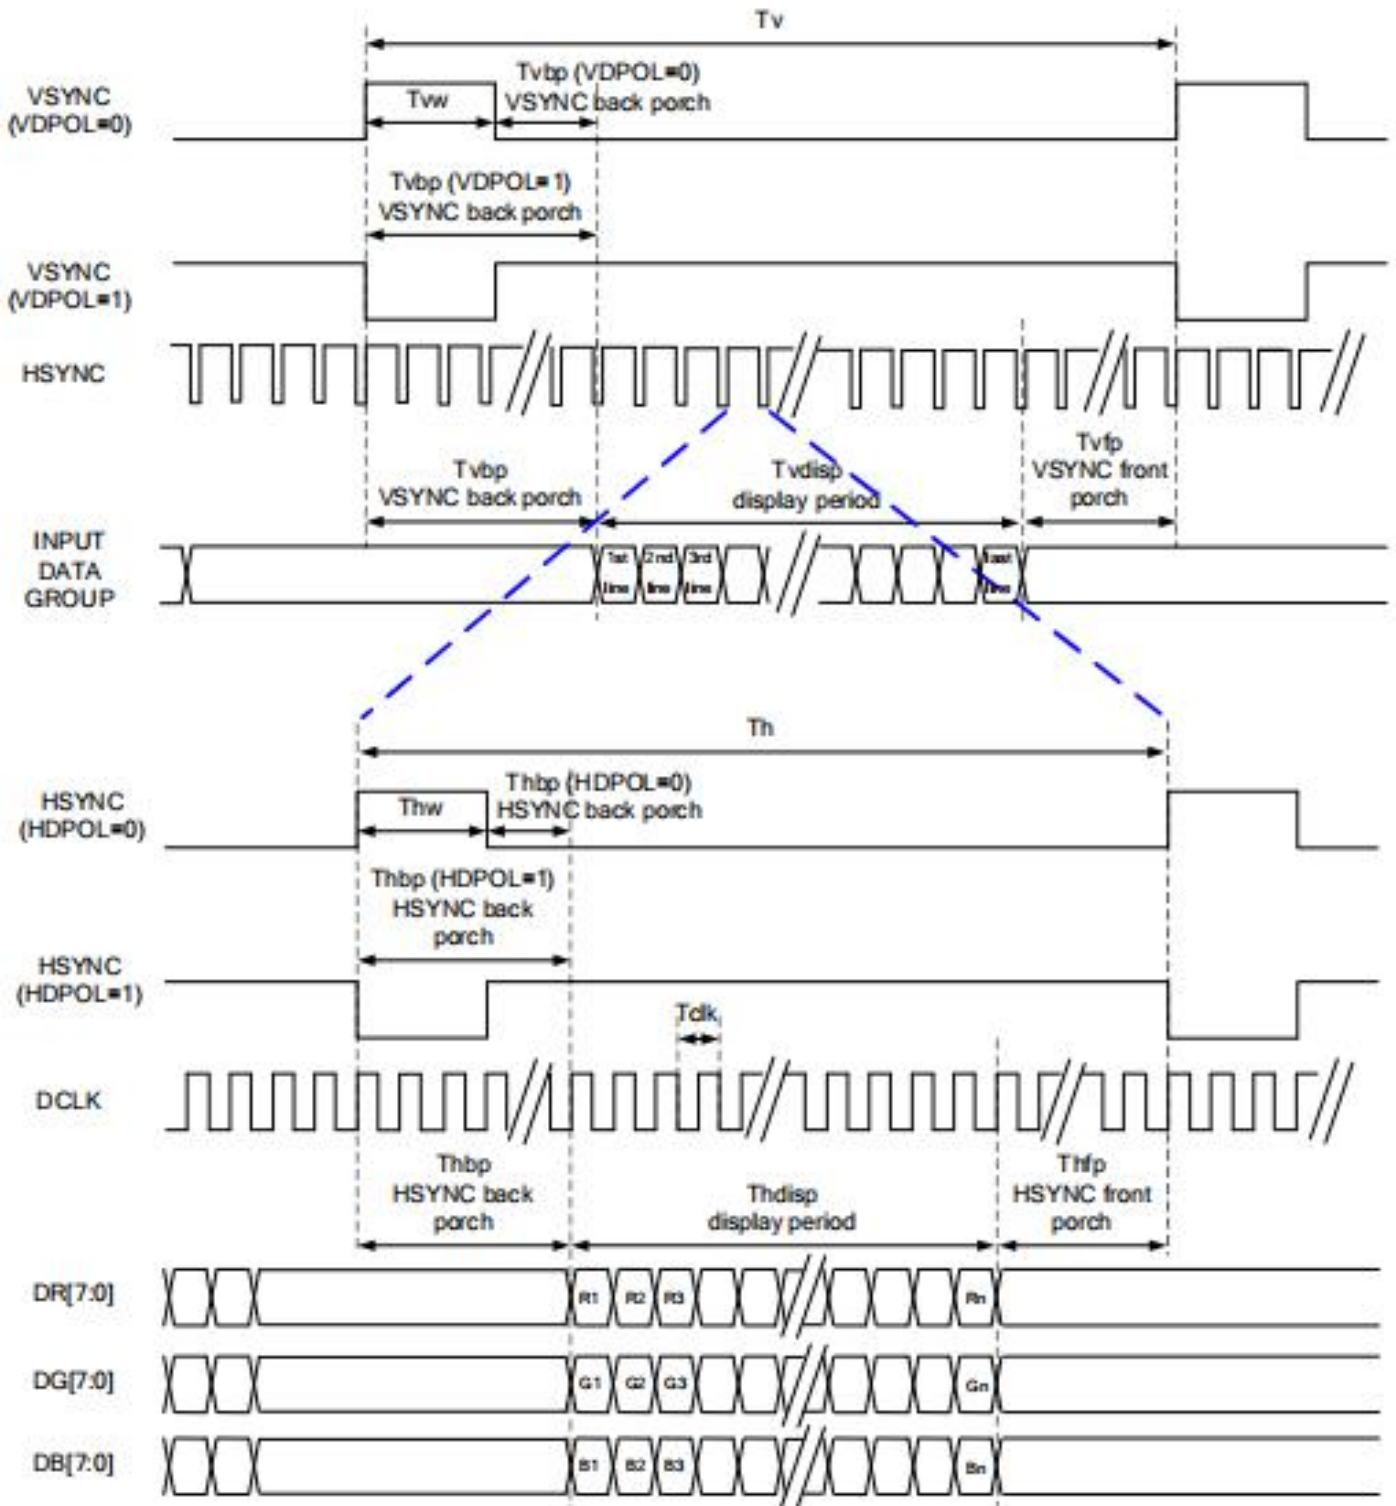 Tv
VSYNC
(VDPOL=0)
Tvw
Tvbp (VDPOL=0)
VSYNC back porch
Tvbp (VDPOL=1)
VSYNC back porch
VSYNC
(VDPOL=1)
HSYNC
Tvbp
VSYNC back porch
Tvdisp
display period
Tvfp
VSYNC front
porch
INPUT
DATA
GROUP
1st
line
2nd
line
3rd
line
last
line
Th
HSYNC
(HDPOL=0)
Thw
Thbp (HDPOL=0)
HSYNC back porch
Thbp (HDPOL=1)
HSYNC back
porch
HSYNC
(HDPOL=1)
Tclk
DCLK
Thbp
HSYNC back
porch
Thdisp
display period
Thfp
HSYNC front
porch
DR[7:0]
R1 R2 R3 Rn
DG[7:0]
G1 G2 G3 Gn
DB[7:0]
B1 B2 B3 Bn